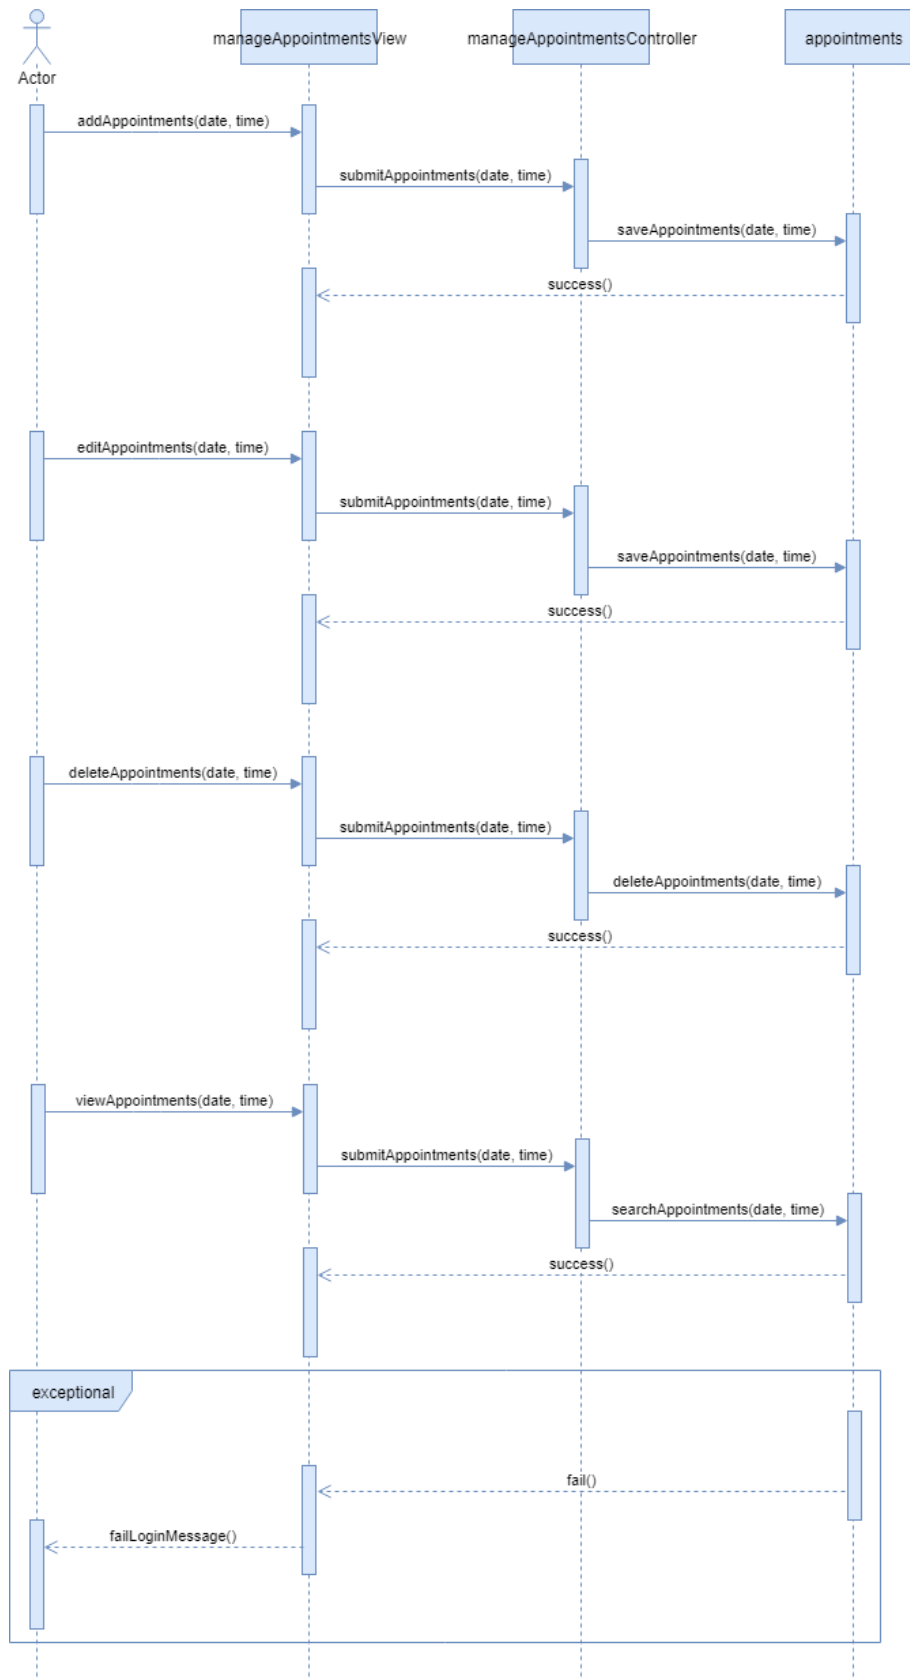 Actor
manageAppointmentsView
manageAppointmentsController
appointments
addAppointments(date, time)
submitAppointments(date, time)
saveAppointments(date, time)
success()
editAppointments(date, time)
submitAppointments(date, time)
saveAppointments(date, time)
success()
deleteAppointments(date, time)
submitAppointments(date, time)
deleteAppointments(date, time)
success()
viewAppointments(date, time)
submitAppointments(date, time)
searchAppointments(date, time)
success()
exceptional
fail()
failLoginMessage()